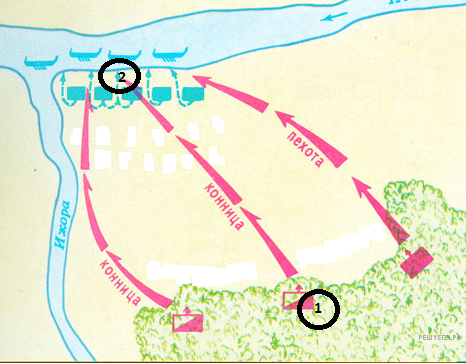 2
пехота
конница
Ижора
конница
1
РЕШУЕГЭ.РФ